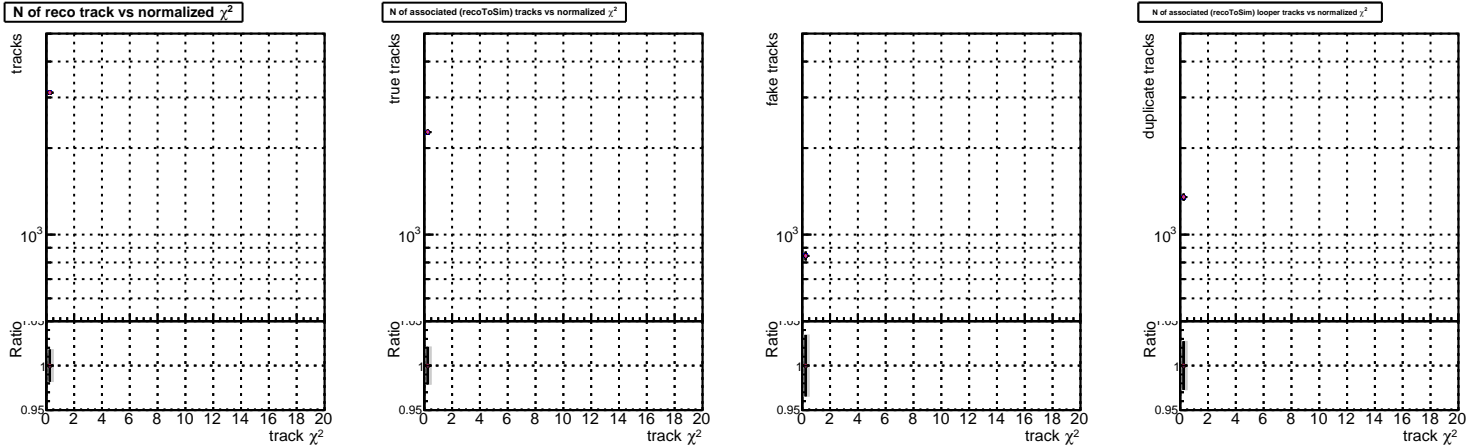 N of reco track vs normalized χ²
tracks
Ratio
0.95
0 2 4 6 8 10 12 14 16 18 20
track χ²
N of associated (recoToSim) tracks vs normalized χ²
true tracks
10³
Ratio
0.95
0 2 4 6 8 10 12 14 16 18 20
track χ²
fake tracks
10³
Ratio
0.95
0 2 4 6 8 10 12 14 16 18 20
track χ²
N of associated (recoToSim) looper tracks vs normalized χ²
duplicate tracks
10³
Ratio
0.95
0 2 4 6 8 10 12 14 16 18 20
track χ²
10³